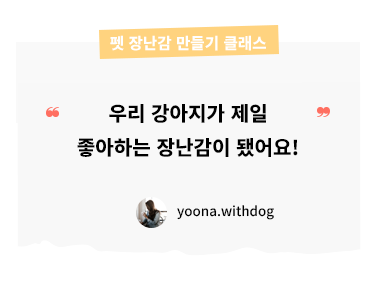 펫 장난감 만들기 클래스
❝ 우리 강아지가 제일 ❞
좋아하는 장난감이 됐어요!
yoona.withdog